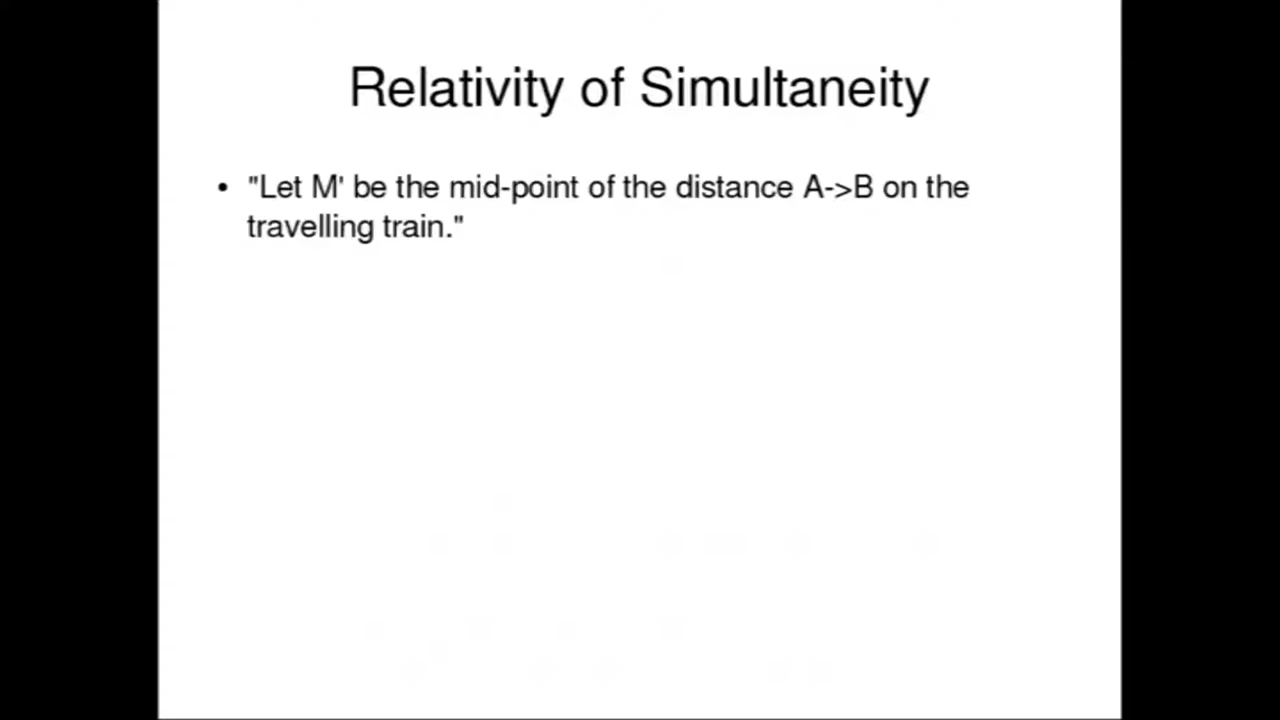 Relativity of Simultaneity
• "Let M' be the mid-point of the distance A->B on the
travelling train."